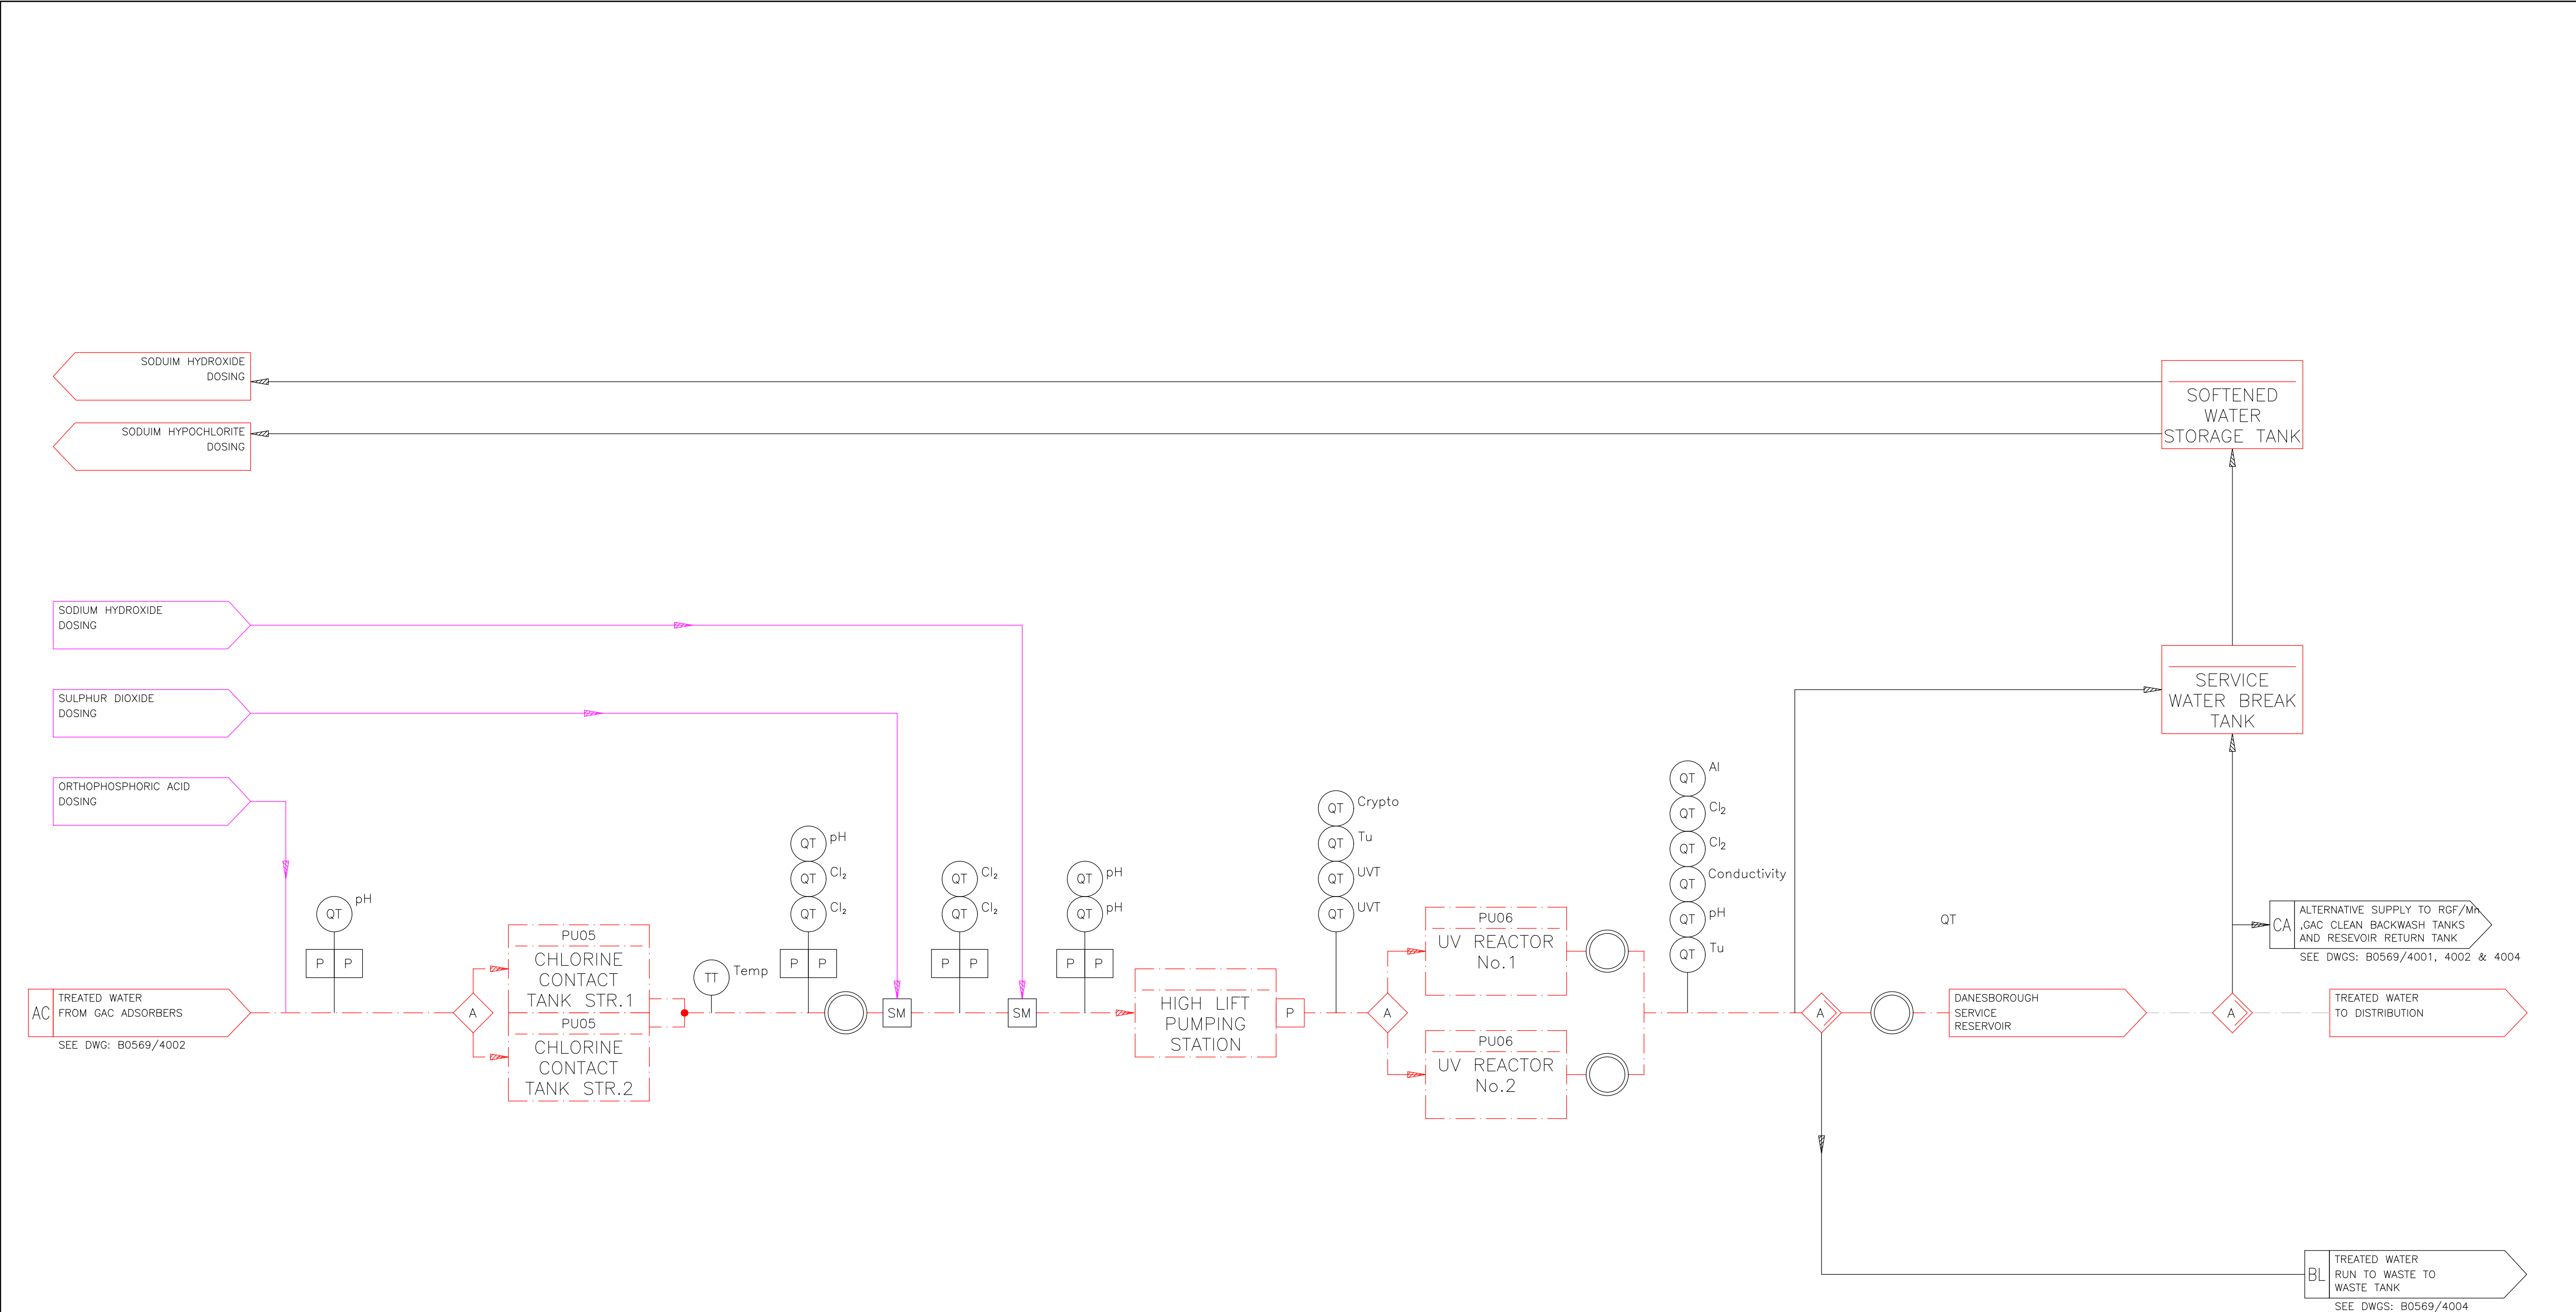 SODUIM HYDROXIDE
DOSING
SODUIM HYPOCHLORITE
DOSING
SOFTENED
WATER
STORAGE TANK
SODIUM HYDROXIDE
DOSING
SULPHUR DIOXIDE
DOSING
ORTHOPHOSPHORIC ACID
DOSING
SERVICE
WATER BREAK
TANK
AC
TREATED WATER
FROM GAC ADSORBERS
SEE DWG: B0569/4002
QT pH
P P
A
PU05
CHLORINE
CONTACT
TANK STR.1
PU05
CHLORINE
CONTACT
TANK STR.2
TT Temp
QT pH
QT Cl₂
QT Cl₂
P P
SM
QT Cl₂
QT Cl₂
P P
SM
QT pH
QT pH
P P
HIGH LIFT
PUMPING
STATION
P
QT Crypto
QT Tu
QT UVT
QT UVT
A
PU06
UV REACTOR
No.1
PU06
UV REACTOR
No.2
QT Al
QT Cl₂
QT Cl₂
QT Conductivity
QT pH
QT Tu
A
QT
DANESBOROUGH
SERVICE
RESERVOIR
A
CA
ALTERNATIVE SUPPLY TO RGF/Mn
,GAC CLEAN BACKWASH TANKS
AND RESEVOIR RETURN TANK
SEE DWGS: B0569/4001, 4002 & 4004
TREATED WATER
TO DISTRIBUTION
BL
TREATED WATER
RUN TO WASTE TO
WASTE TANK
SEE DWGS: B0569/4004